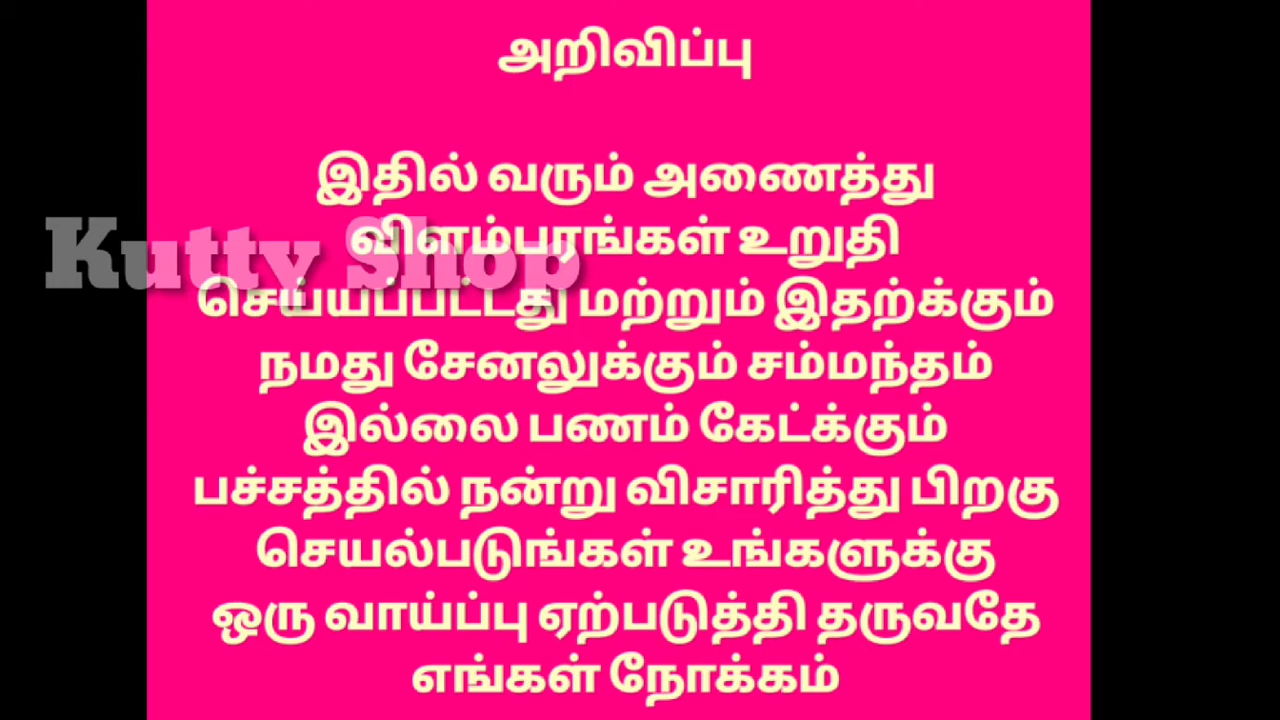 அறிவிப்பு
இதில் வரும் அணைத்து
விளம்பரங்கள் உறுதி
Kutty Shop
செய்யப்பட்டது மற்றும் இதற்க்கும்
நமது சேனலுக்கும் சம்மந்தம்
இல்லை பணம் கேட்க்கும்
பச்சத்தில் நன்று விசாரித்து பிறகு
செயல்படுங்கள் உங்களுக்கு
ஒரு வாய்ப்பு ஏற்படுத்தி தருவதே
எங்கள் நோக்கம்